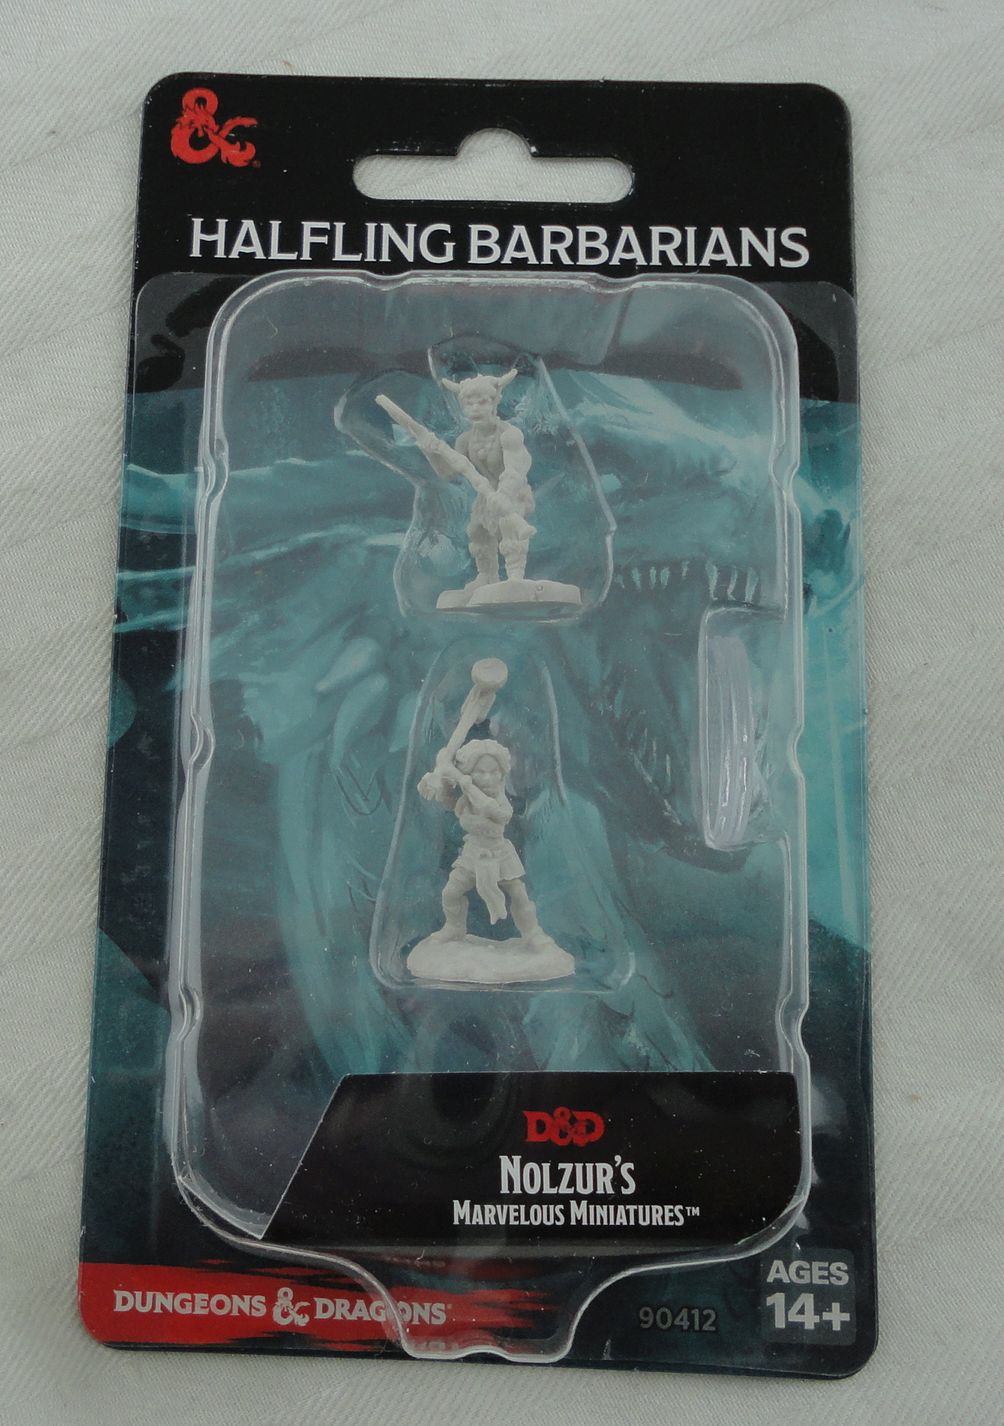 &
HALFLING BARBARIANS
D&D
NOLZUR'S
MARVELOUS MINIATURES™
AGES
14+
DUNGEONS & DRAGONS
90412